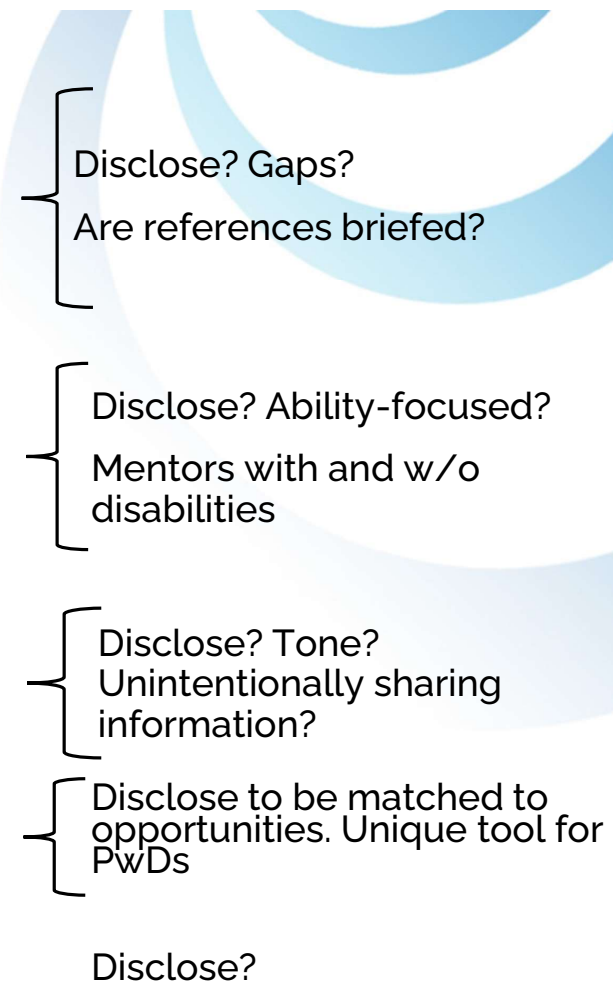 Disclose? Gaps?
Are references briefed?
Disclose? Ability-focused?
Mentors with and w/o
disabilities
Disclose? Tone?
Unintentionally sharing
information?
Disclose to be matched to
opportunities. Unique tool for
PwDs
Disclose?